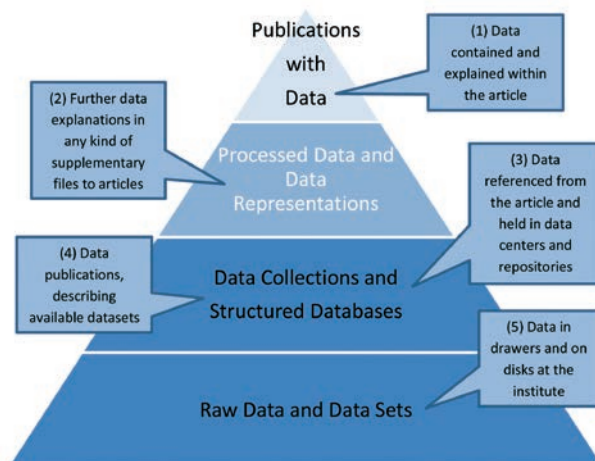 Publications
with
Data
(1) Data
contained and
explained within
the article
(2) Further data
explanations in
any kind of
supplementary
files to articles
Processed Data and
Data
Representations
(3) Data
referenced from
the article and
held in data
centers and
repositories
(4) Data
publications,
describing
available datasets
Data Collections and
Structured Databases
(5) Data in
drawers and on
disks at the
institute
Raw Data and Data Sets